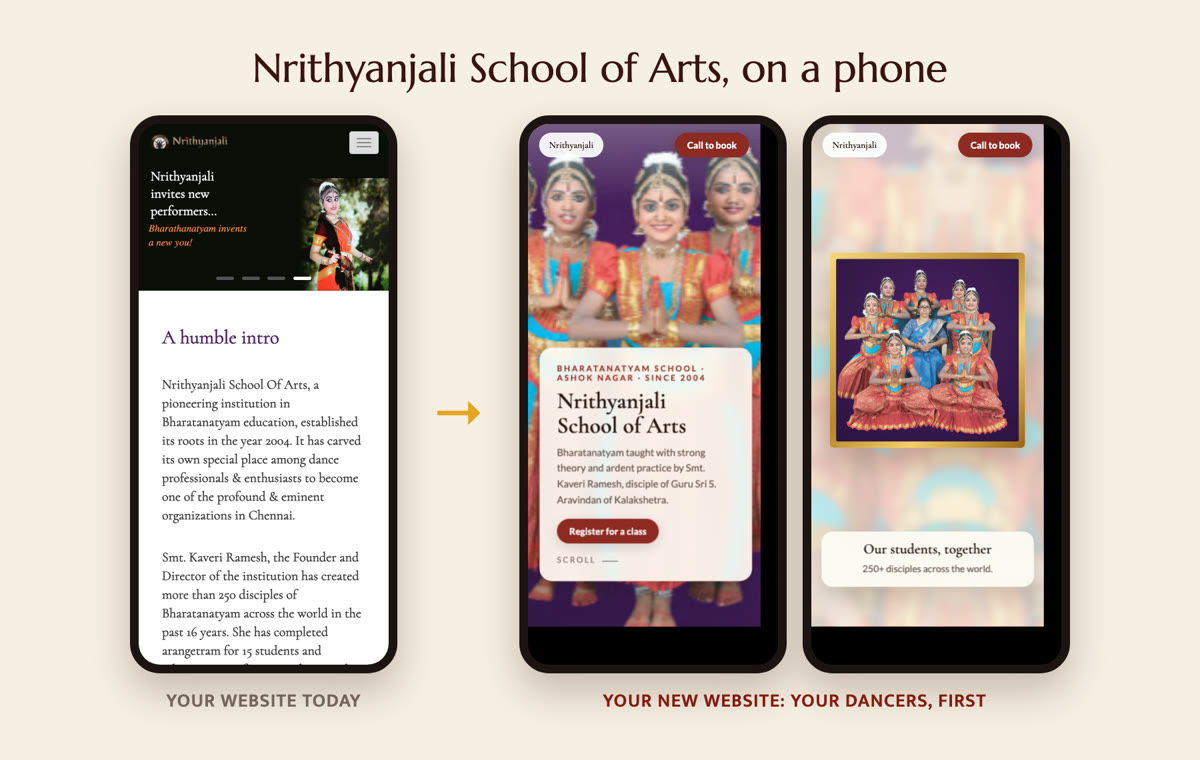 Nrithyanjali School of Arts, on a phone
Nrithyanjali
Nrithyanjali
invites new
performers...
Bharathanatyam invents
a new you!
A humble intro
Nrithyanjali School Of Arts, a
pioneering institution in
Bharatanatyam education, established
its roots in the year 2004. It has carved
its own special place among dance
professionals & enthusiasts to become
one of the profound & eminent
organizations in Chennai.
Smt. Kaveri Ramesh, the Founder and
Director of the institution has created
more than 250 disciples of
Bharatanatyam across the world in the
past 16 years. She has completed
arangetram for 15 students and
YOUR WEBSITE TODAY
Nrithyanjali
Call to book
BHARATANATYAM SCHOOL ·
ASHOK NAGAR · SINCE 2004
Nrithyanjali
School of Arts
Bharatanatyam taught with strong
theory and ardent practice by Smt.
Kaveri Ramesh, disciple of Guru Sri S.
Aravindan of Kalakshetra.
Register for a class
SCROLL
Nrithyanjali
Call to book
Our students, together
250+ disciples across the world.
YOUR NEW WEBSITE: YOUR DANCERS, FIRST